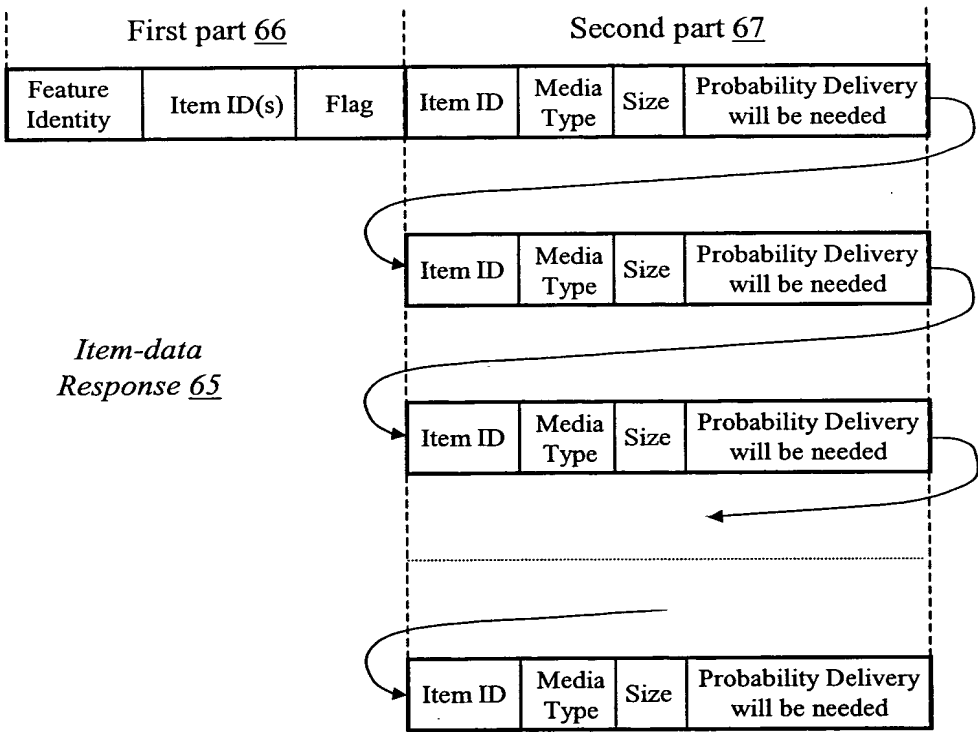 First part 66
Second part 67
Feature Identity
Item ID(s)
Flag
Item ID
Media Type
Size
Probability Delivery will be needed
Item ID
Media Type
Size
Probability Delivery will be needed
Item-data
Response 65
Item ID
Media Type
Size
Probability Delivery will be needed
Item ID
Media Type
Size
Probability Delivery will be needed